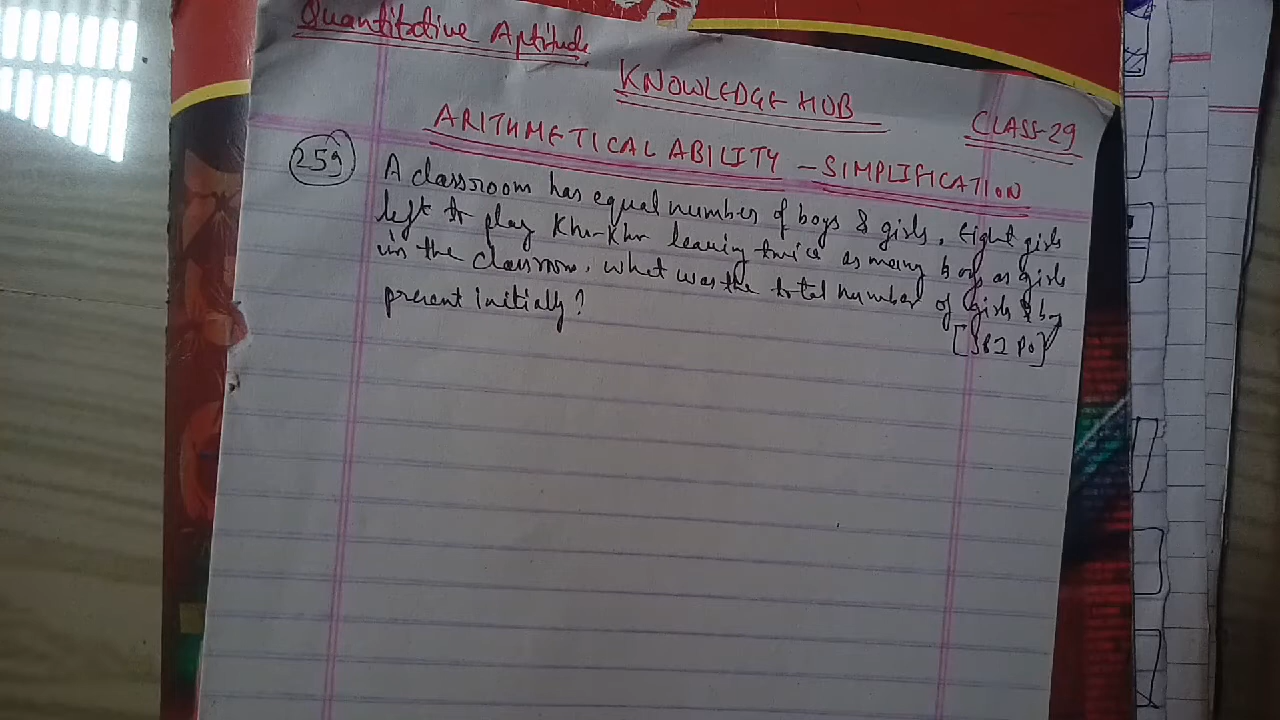 Quantitative Aptitude
KNOWLEDGE HUB
CLASS-29
ARITHMETICAL ABILITY - SIMPLIFICATION
259 A classroom has equal number of boys & girls. Eight girls
left to play Kho-Kho leaving twice as many boys as girls
in the classroom. What was the total number of girls & boy
present initially?
[SBI PO]